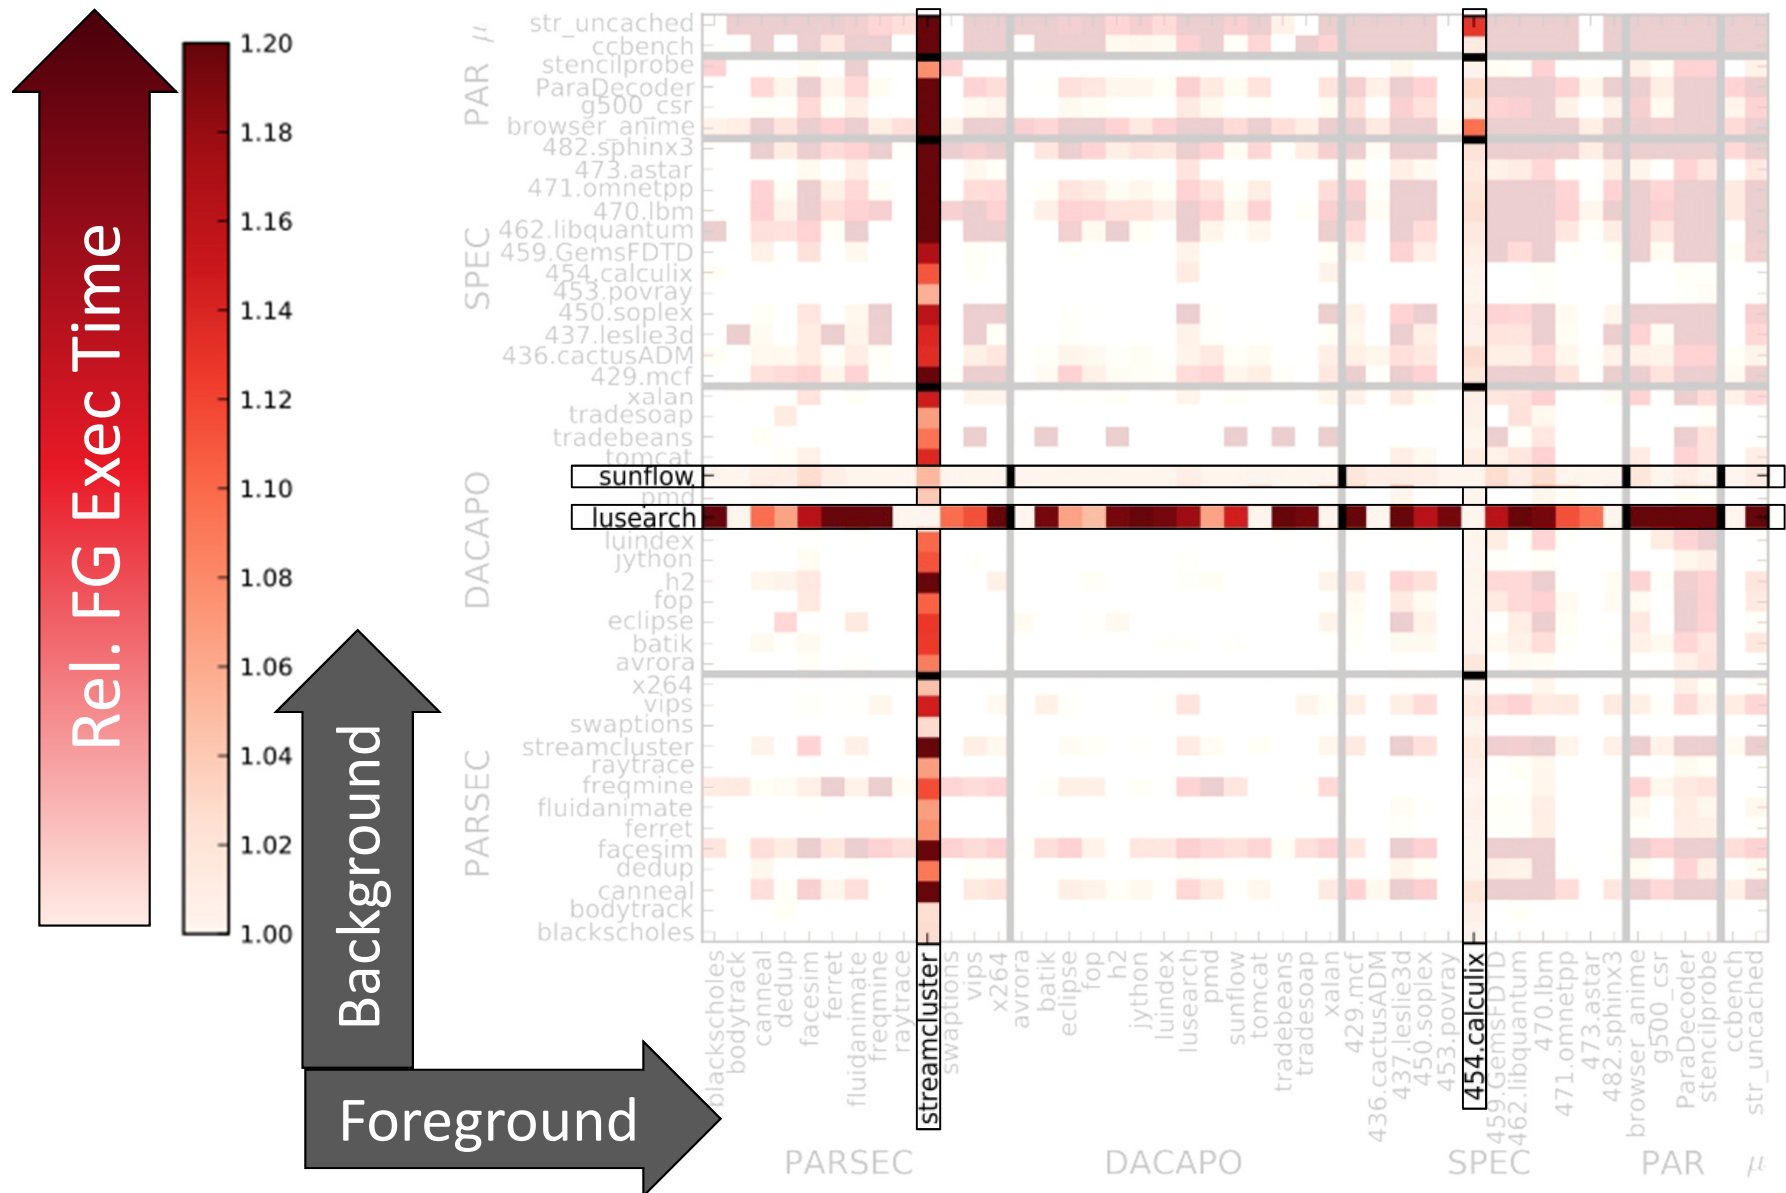 Rel. FG Exec Time
1.20
1.18
1.16
1.14
1.12
1.10
1.08
1.06
1.04
1.02
1.00
Background
Foreground
μ
PAR
SPEC
DACAPO
PARSEC
str_uncached
ccbench
stencilprobe
ParaDecoder
g500_csr
browser_anime
482.sphinx3
473.astar
471.omnetpp
470.lbm
462.libquantum
459.GemsFDTD
454.calculix
453.povray
450.soplex
437.leslie3d
436.cactusADM
429.mcf
xalan
tradesoap
tradebeans
tomcat
sunflow
pmd
lusearch
luindex
jython
h2
fop
eclipse
batik
avrora
x264
vips
swaptions
streamcluster
raytrace
freqmine
fluidanimate
ferret
facesim
dedup
canneal
bodytrack
blackscholes
blackscholes
bodytrack
canneal
dedup
facesim
ferret
fluidanimate
freqmine
raytrace
streamcluster
swaptions
vips
x264
avrora
batik
eclipse
fop
h2
jython
luindex
lusearch
pmd
sunflow
tomcat
tradebeans
tradesoap
xalan
429.mcf
436.cactusADM
437.leslie3d
450.soplex
453.povray
454.calculix
459.GemsFDTD
462.libquantum
470.lbm
471.omnetpp
473.astar
482.sphinx3
browser_anime
g500_csr
ParaDecoder
stencilprobe
ccbench
str_uncached
PARSEC
DACAPO
SPEC
PAR
μ